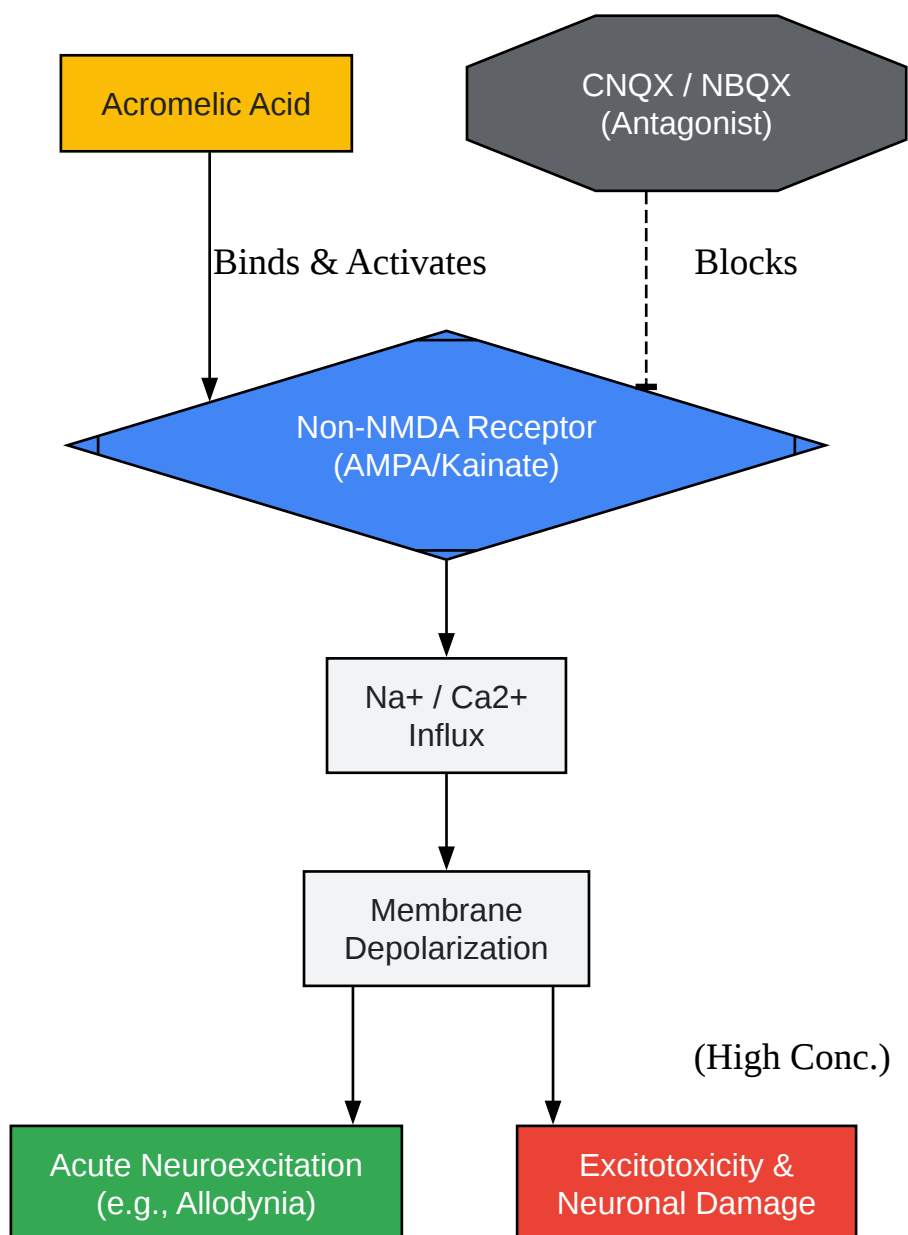 Acromelic Acid
CNQX / NBQX
(Antagonist)
Binds & Activates
Blocks
Non-NMDA Receptor
(AMPA/Kainate)
Na+ / Ca2+
Influx
Membrane
Depolarization
(High Conc.)
Acute Neuroexcitation
(e.g., Allodynia)
Excitotoxicity &
Neuronal Damage